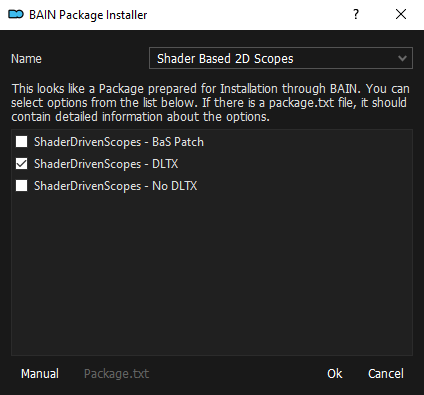 BAIN Package Installer
Name Shader Based 2D Scopes
This looks like a Package prepared for Installation through BAIN. You can
select options from the list below. If there is a package.txt file, it should
contain detailed information about the options.
ShaderDrivenScopes - BaS Patch
ShaderDrivenScopes - DLTX
ShaderDrivenScopes - No DLTX
Manual Package.txt Ok Cancel